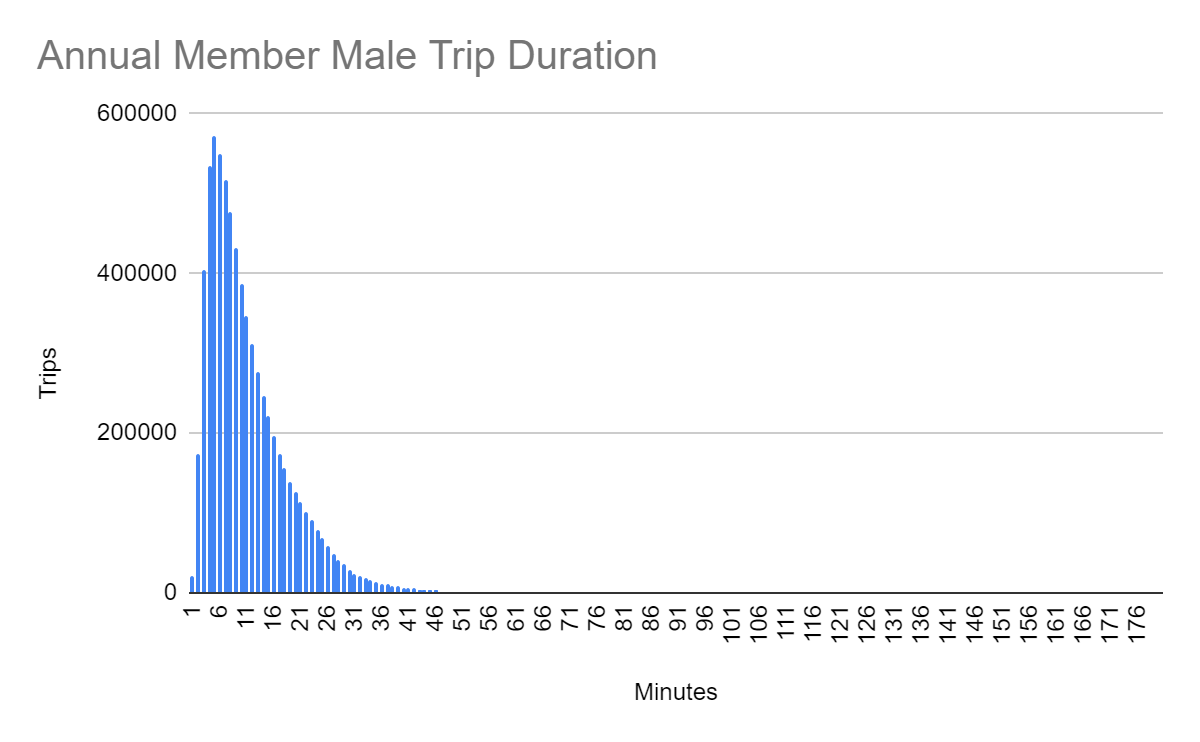 Annual Member Male Trip Duration
600000
400000
200000
0
Trips
1 6 11 16 21 26 31 36 41 46 51 56 61 66 71 76 81 86 91 96 101 106 111 116 121 126 131 136 141 146 151 156 161 166 171 176
Minutes